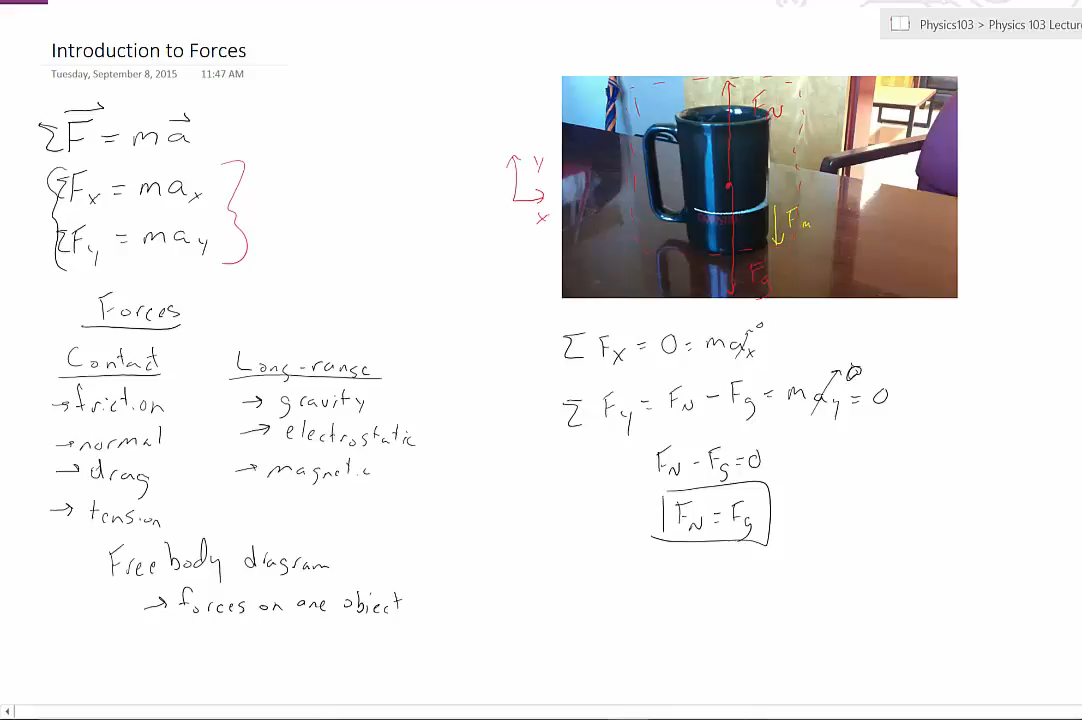 Physics103 > Physics 103 Lectur
Introduction to Forces
Tuesday, September 8, 2015 11:47 AM
ΣF⃗ = ma⃗
ΣFx = max
ΣFy = may
Forces
Contact
→friction
→normal
→drag
→tension
Long-range
→gravity
→electrostatic
→magnetic
Free body diagram
→forces on one object
y
x
FN
Fm
Fg
ΣFx = 0 = max 0
ΣFy = FN - Fg = may = 0 0
FN - Fg = 0
FN = Fg